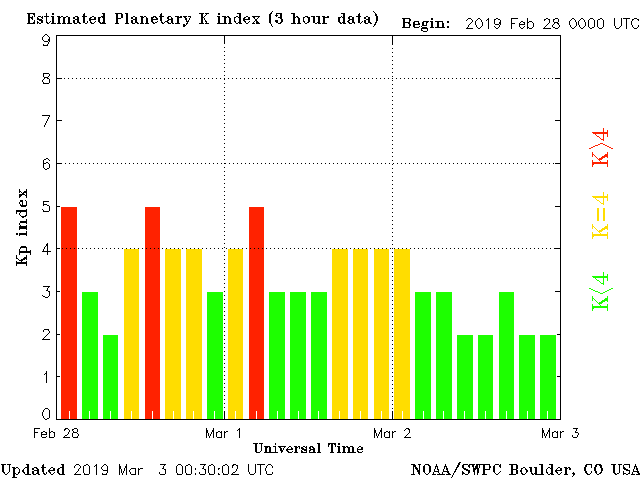 Estimated Planetary K index (3 hour data) Begin: 2019 Feb 28 0000 UTC
9
8
7
6
5
4
3
2
1
0
Kp index
K>4
K=4
K<4
Feb 28 Mar 1 Mar 2 Mar 3
Universal Time
Updated 2019 Mar 3 00:30:02 UTC NOAA/SWPC Boulder, CO USA